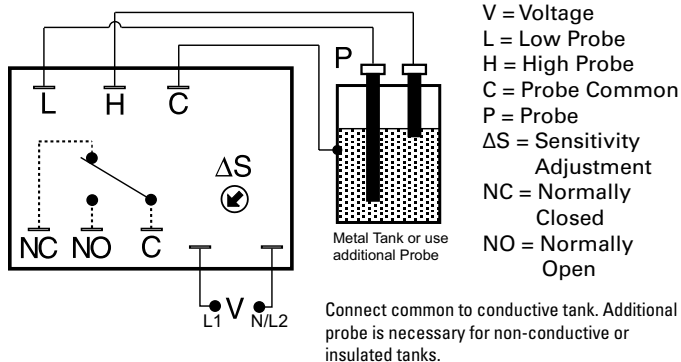 L H C
ΔS
NC NO C
L1 V N/L2
P
Metal Tank or use
additional Probe
V = Voltage
L = Low Probe
H = High Probe
C = Probe Common
P = Probe
ΔS = Sensitivity
Adjustment
NC = Normally
Closed
NO = Normally
Open
Connect common to conductive tank. Additional
probe is necessary for non-conductive or
insulated tanks.